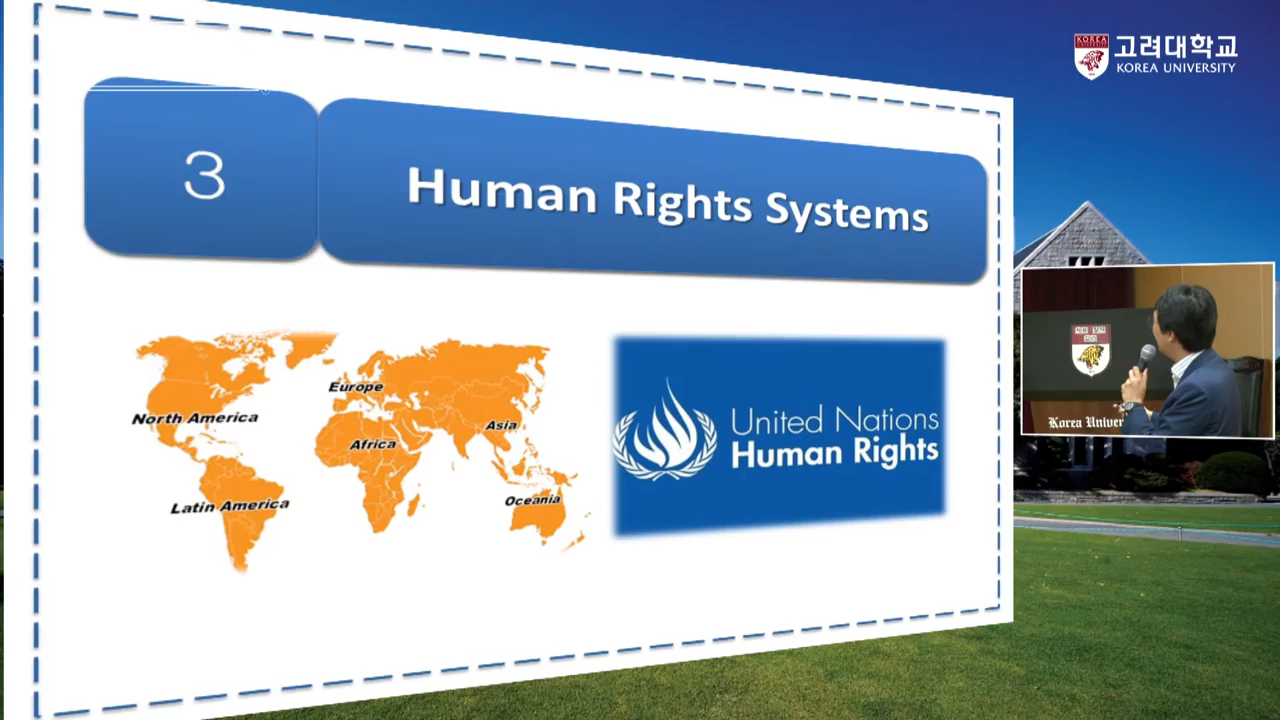 고려대학교
KOREA
KOREA UNIVERSITY
3
Human Rights Systems
North America
Latin America
Europe
Africa
Asia
Oceania
United Nations
Human Rights
Korea Univer